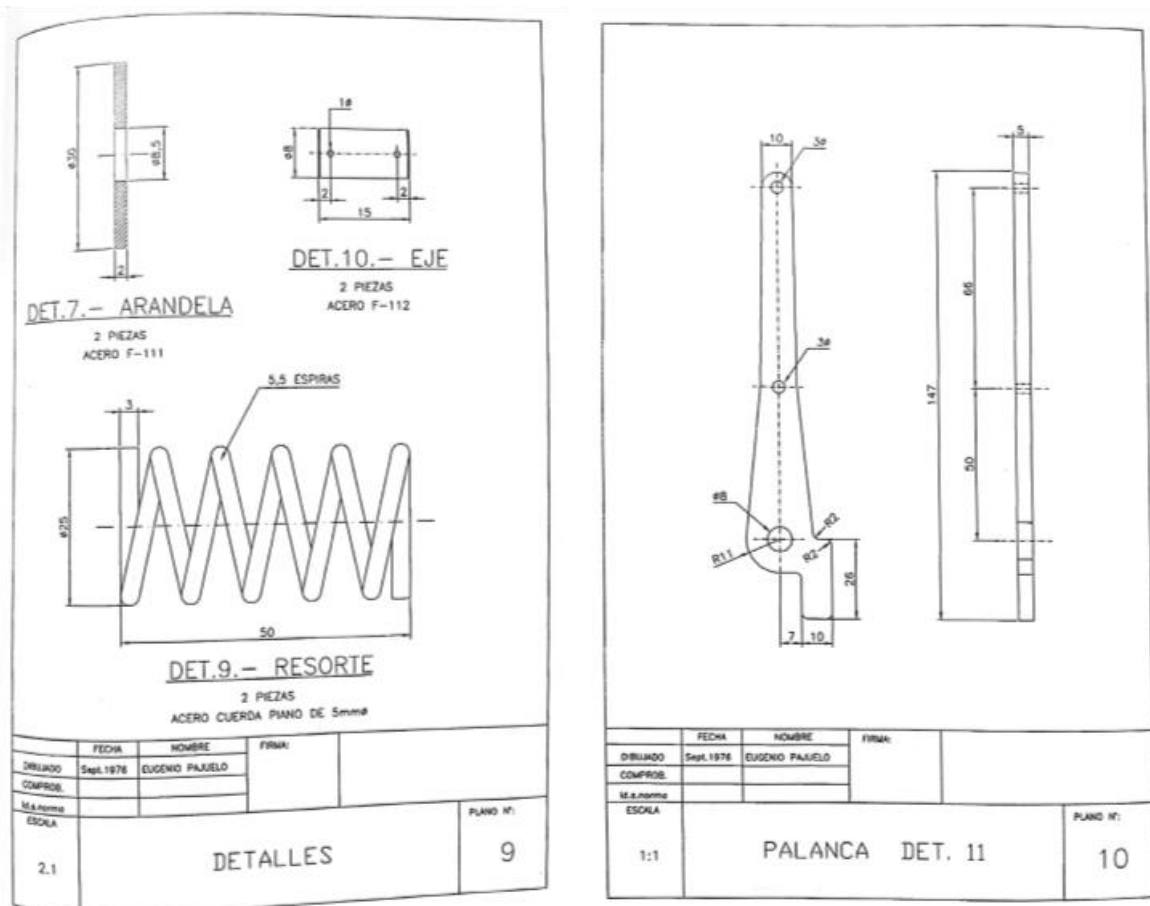 ø30
ø8,5
2
DET.7.- ARANDELA
2 PIEZAS
ACERO F-111
1ø
ø8
2
2
15
DET.10.- EJE
2 PIEZAS
ACERO F-112
5,5 ESPIRAS
3
ø25
50
DET.9.- RESORTE
2 PIEZAS
ACERO CUERDA PIANO DE 5mmø
FECHA
NOMBRE
FIRMA:
DIBUJADO
Sept.1976
EUGENIO PAJUELO
COMPROB.
Id.s.norma
ESCALA
2.1
DETALLES
PLANO Nº:
9
10
3ø
5
66
3ø
147
50
ø8
R2
R11
R2
26
7
10
FECHA
NOMBRE
FIRMA:
DIBUJADO
Sept.1976
EUGENIO PAJUELO
COMPROB.
Id.s.norma
ESCALA
1:1
PALANCA DET. 11
PLANO Nº:
10